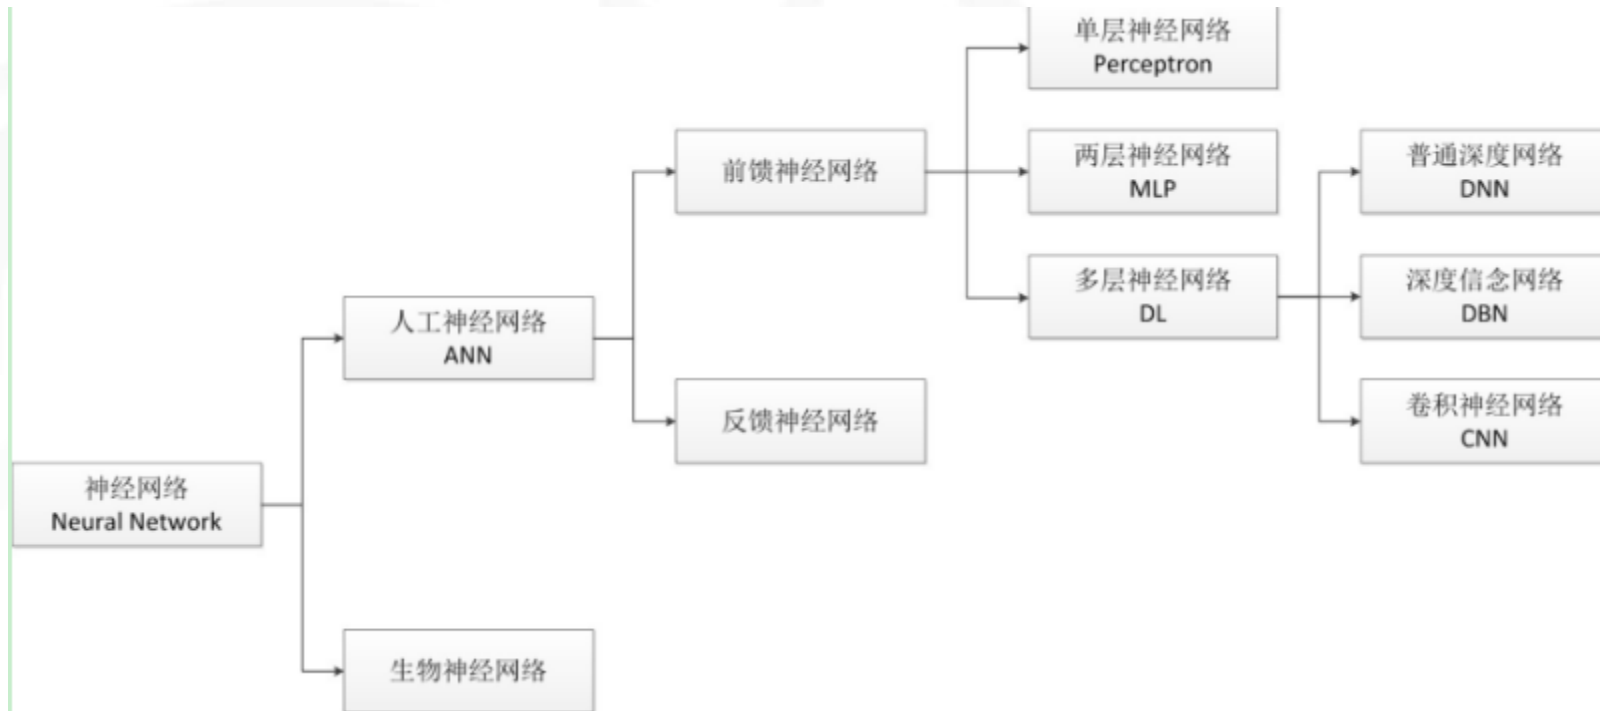 单层神经网络
Perceptron
前馈神经网络
两层神经网络
MLP
普通深度网络
DNN
多层神经网络
DL
深度信念网络
DBN
人工神经网络
ANN
反馈神经网络
卷积神经网络
CNN
神经网络
Neural Network
生物神经网络